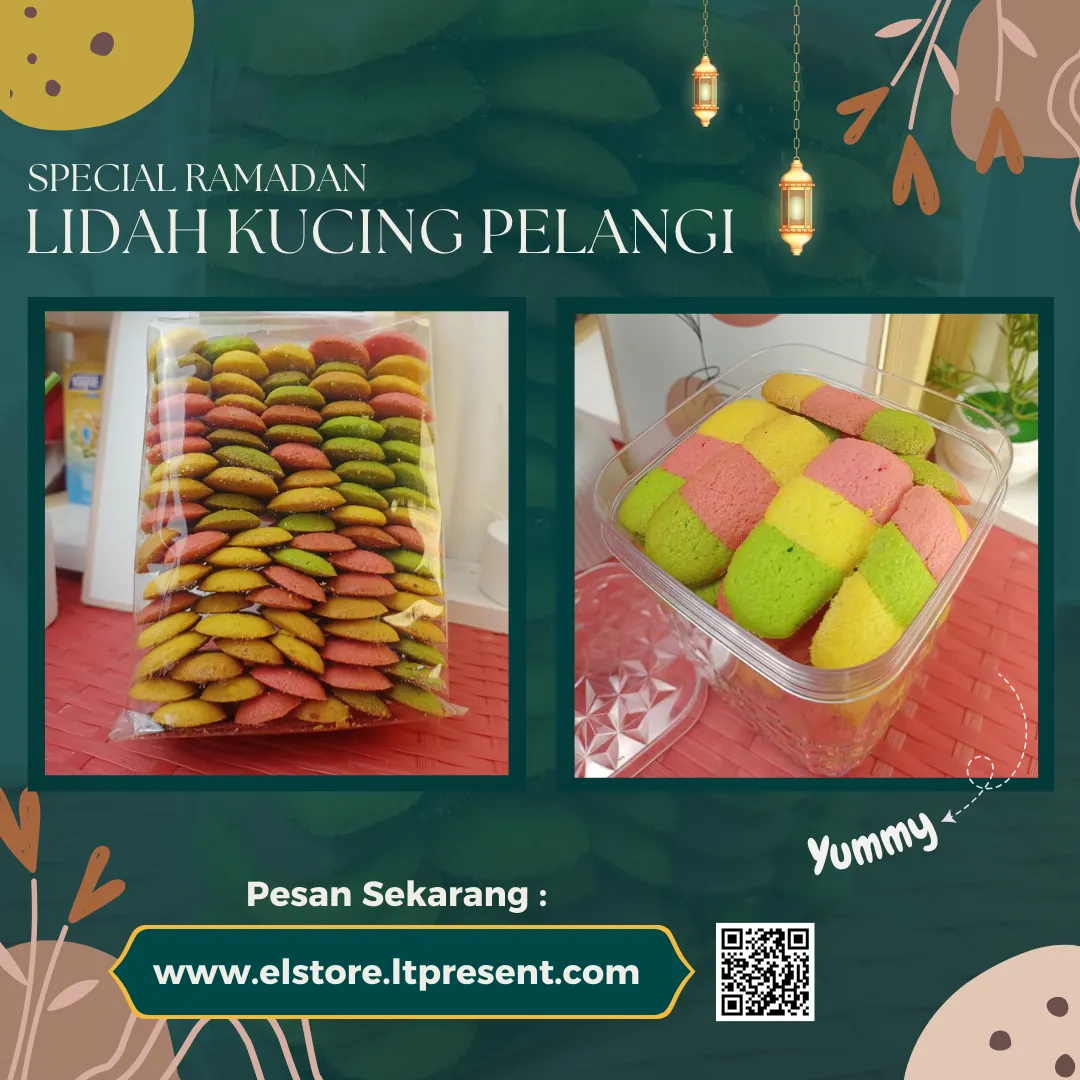 SPECIAL RAMADAN
LIDAH KUCING PELANGI
Yummy
Pesan Sekarang :
www.elstore.ltpresent.com